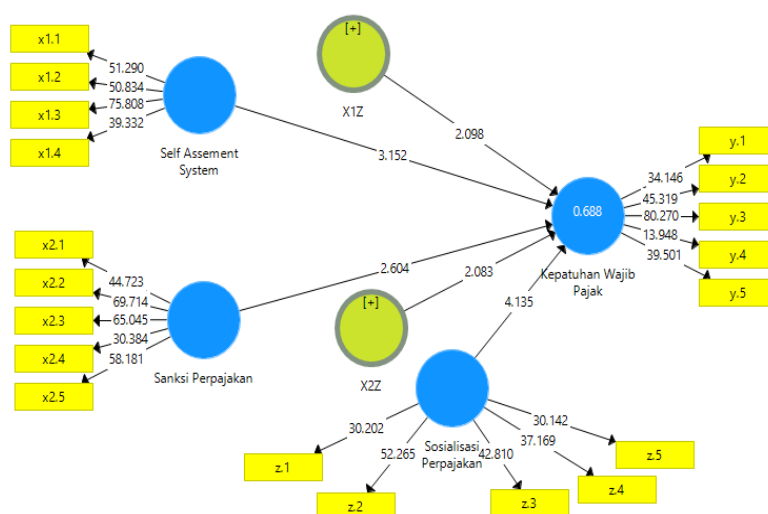 x1.1
x1.2
x1.3
x1.4
51.290
50.834
75.808
39.332
Self Assement
System
[+]
X1Z
2.098
3.152
x2.1
x2.2
x2.3
x2.4
x2.5
44.723
69.714
65.045
30.384
58.181
Sanksi Perpajakan
2.604
[+]
X2Z
2.083
4.135
0.688
Kepatuhan Wajib
Pajak
34.146
45.319
80.270
13.948
39.501
y.1
y.2
y.3
y.4
y.5
Sosialisasi
Perpajakan
30.202
52.265
42.810
37.169
30.142
z.1
z.2
z.3
z.4
z.5